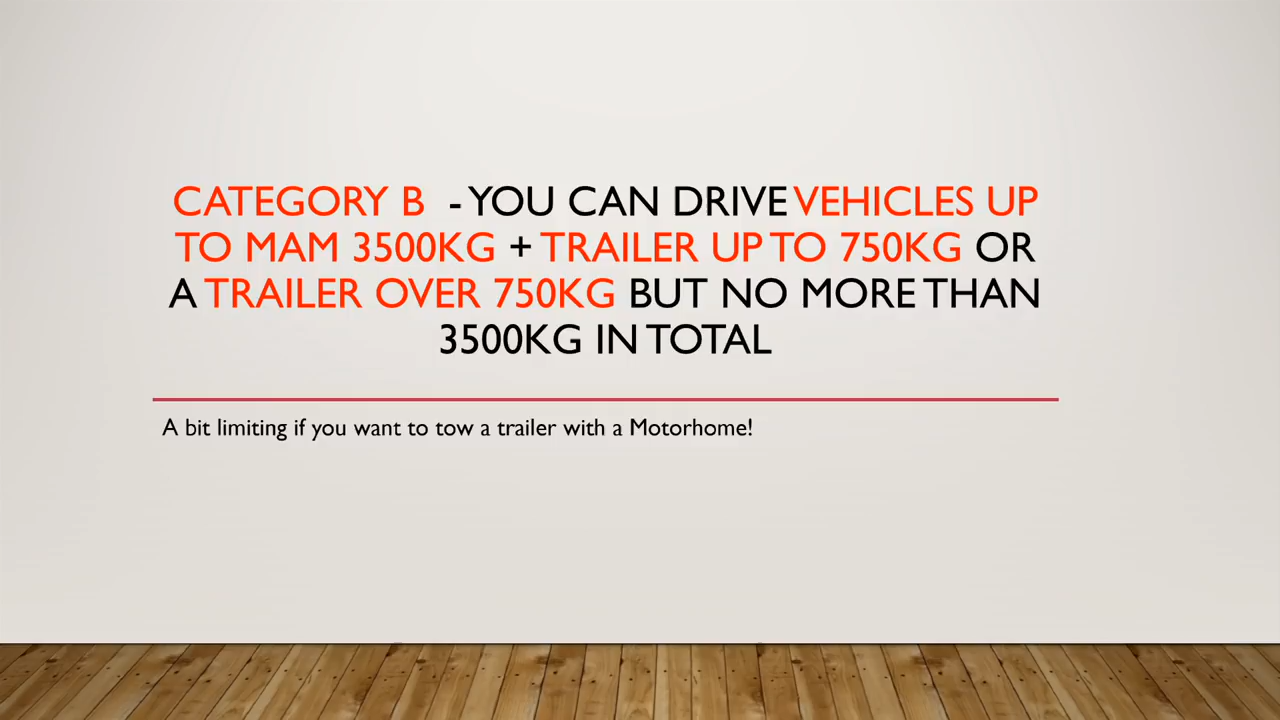 CATEGORY B - YOU CAN DRIVE VEHICLES UP
TO MAM 3500KG + TRAILER UP TO 750KG OR
A TRAILER OVER 750KG BUT NO MORE THAN
3500KG IN TOTAL
A bit limiting if you want to tow a trailer with a Motorhome!